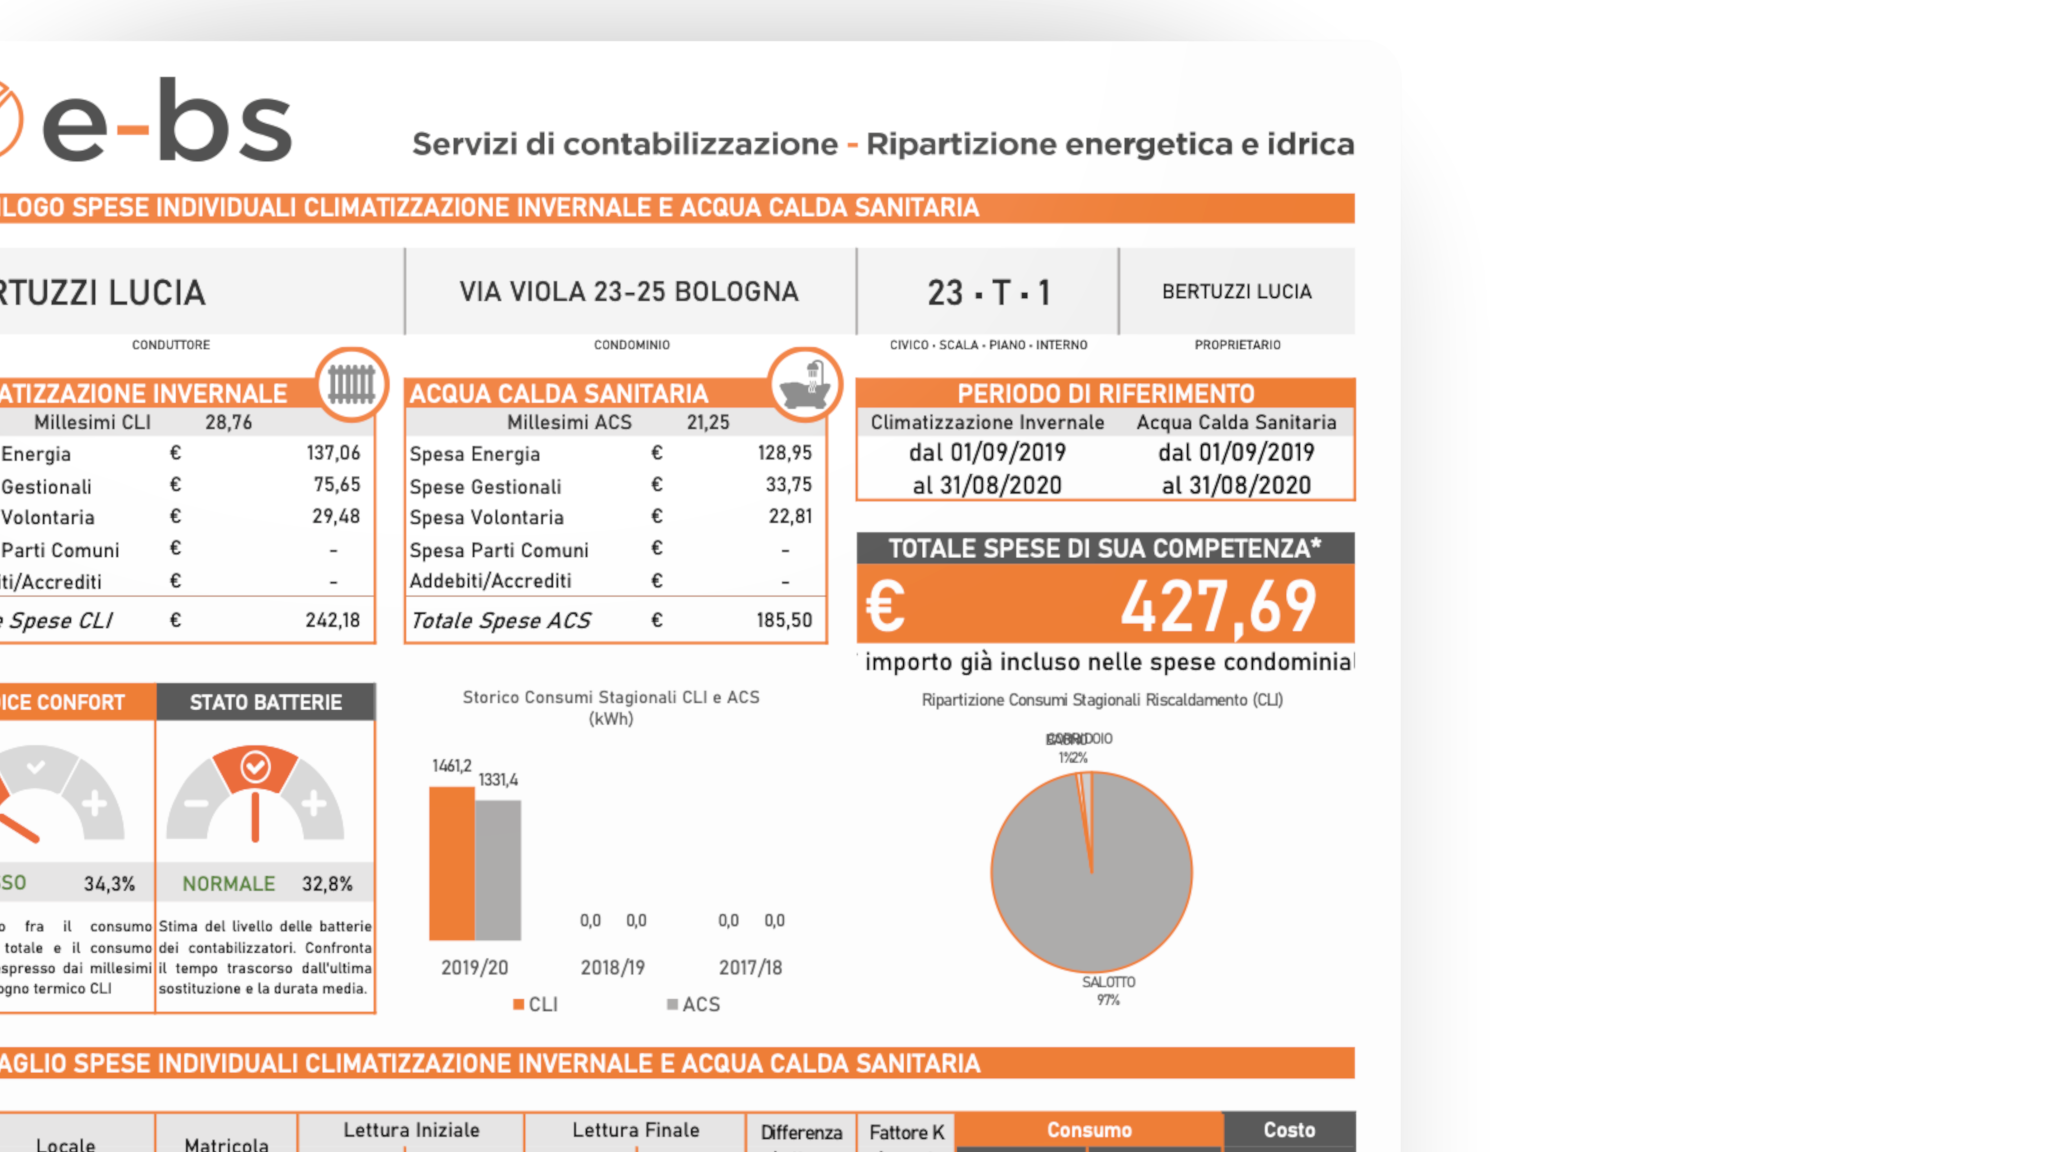 e-bs
Servizi di contabilizzazione - Ripartizione energetica e idrica
ILOGO SPESE INDIVIDUALI CLIMATIZZAZIONE INVERNALE E ACQUA CALDA SANITARIA
RTUZZI LUCIA
VIA VIOLA 23-25 BOLOGNA
23 · T · 1
BERTUZZI LUCIA
CONDUTTORE
CONDOMINIO
CIVICO · SCALA · PIANO · INTERNO
PROPRIETARIO
ATIZZAZIONE INVERNALE
Millesimi CLI 28,76
Energia € 137,06
Gestionali € 75,65
Volontaria € 29,48
Parti Comuni € -
iti/Accrediti € -
e Spese CLI € 242,18
ACQUA CALDA SANITARIA
Millesimi ACS 21,25
Spesa Energia € 128,95
Spese Gestionali € 33,75
Spesa Volontaria € 22,81
Spesa Parti Comuni € -
Addebiti/Accrediti € -
Totale Spese ACS € 185,50
PERIODO DI RIFERIMENTO
Climatizzazione Invernale Acqua Calda Sanitaria
dal 01/09/2019 dal 01/09/2019
al 31/08/2020 al 31/08/2020
TOTALE SPESE DI SUA COMPETENZA*
€ 427,69
importo già incluso nelle spese condominial
ICE CONFORT
STATO BATTERIE
SSO 34,3%
NORMALE 32,8%
o fra il consumo
totale e il consumo
spresso dai millesimi
ogno termico CLI
Stima del livello delle batterie
dei contabilizzatori. Confronta
il tempo trascorso dall'ultima
sostituzione e la durata media.
Storico Consumi Stagionali CLI e ACS
(kWh)
1461,2
1331,4
0,0 0,0 0,0 0,0
2019/20 2018/19 2017/18
CLI ACS
Ripartizione Consumi Stagionali Riscaldamento (CLI)
CORRIDOIO
1% 2%
SALOTTO
97%
AGLIO SPESE INDIVIDUALI CLIMATIZZAZIONE INVERNALE E ACQUA CALDA SANITARIA
Locale
Matricola
Lettura Iniziale
Lettura Finale
Differenza
Fattore K
Consumo
Costo